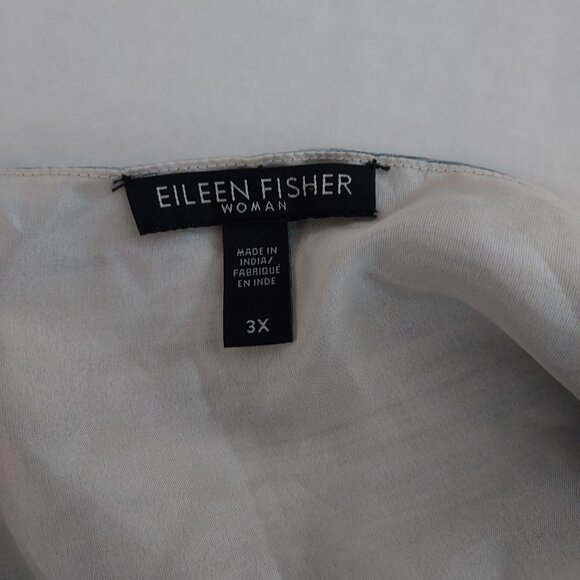 EILEEN FISHER
WOMAN
MADE IN
INDIA/
FABRIQUÉ
EN INDE
3X